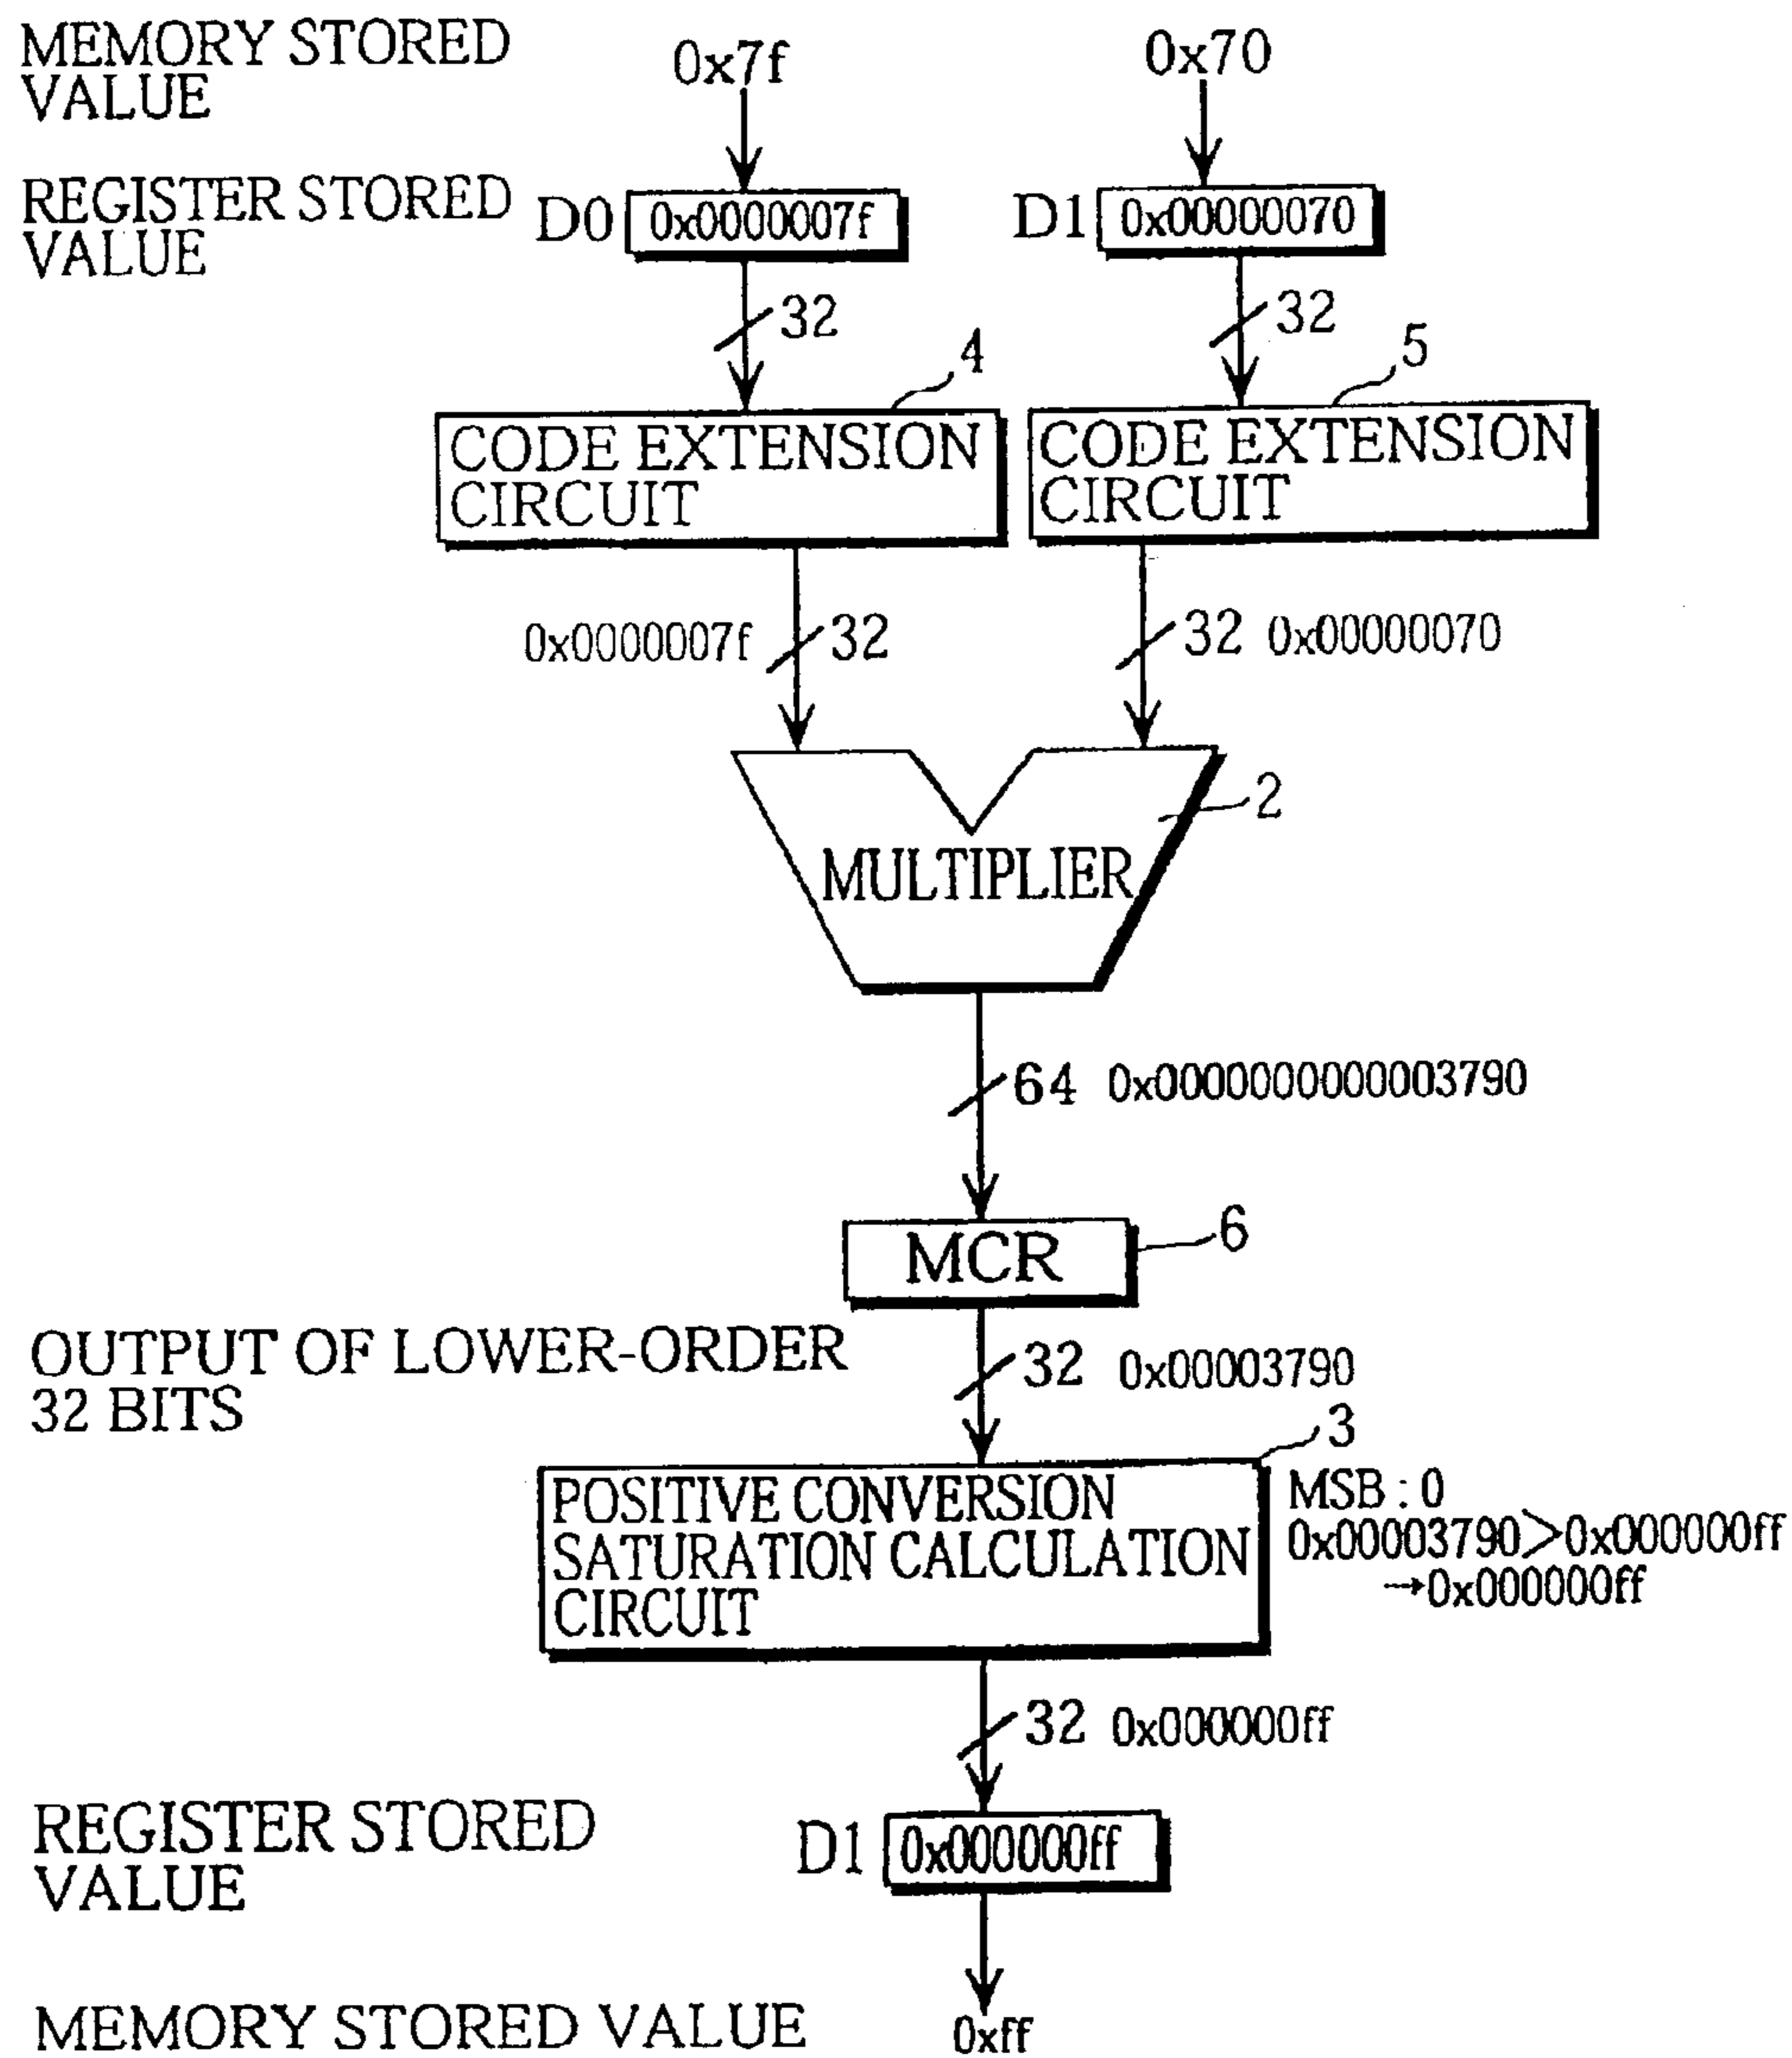 MEMORY STORED
VALUE
0x7f
0x70
REGISTER STORED
VALUE
D0
0x0000007f
D1
0x00000070
32
32
4
5
CODE EXTENSION
CIRCUIT
CODE EXTENSION
CIRCUIT
0x0000007f
32
32
0x00000070
2
MULTIPLIER
64
0x0000000000003790
MCR
6
OUTPUT OF LOWER-ORDER
32 BITS
32
0x00003790
3
POSITIVE CONVERSION
SATURATION CALCULATION
CIRCUIT
MSB : 0
0x00003790>0x000000ff
→0x000000ff
32
0x000000ff
REGISTER STORED
VALUE
D1
0x000000ff
MEMORY STORED VALUE
0xff